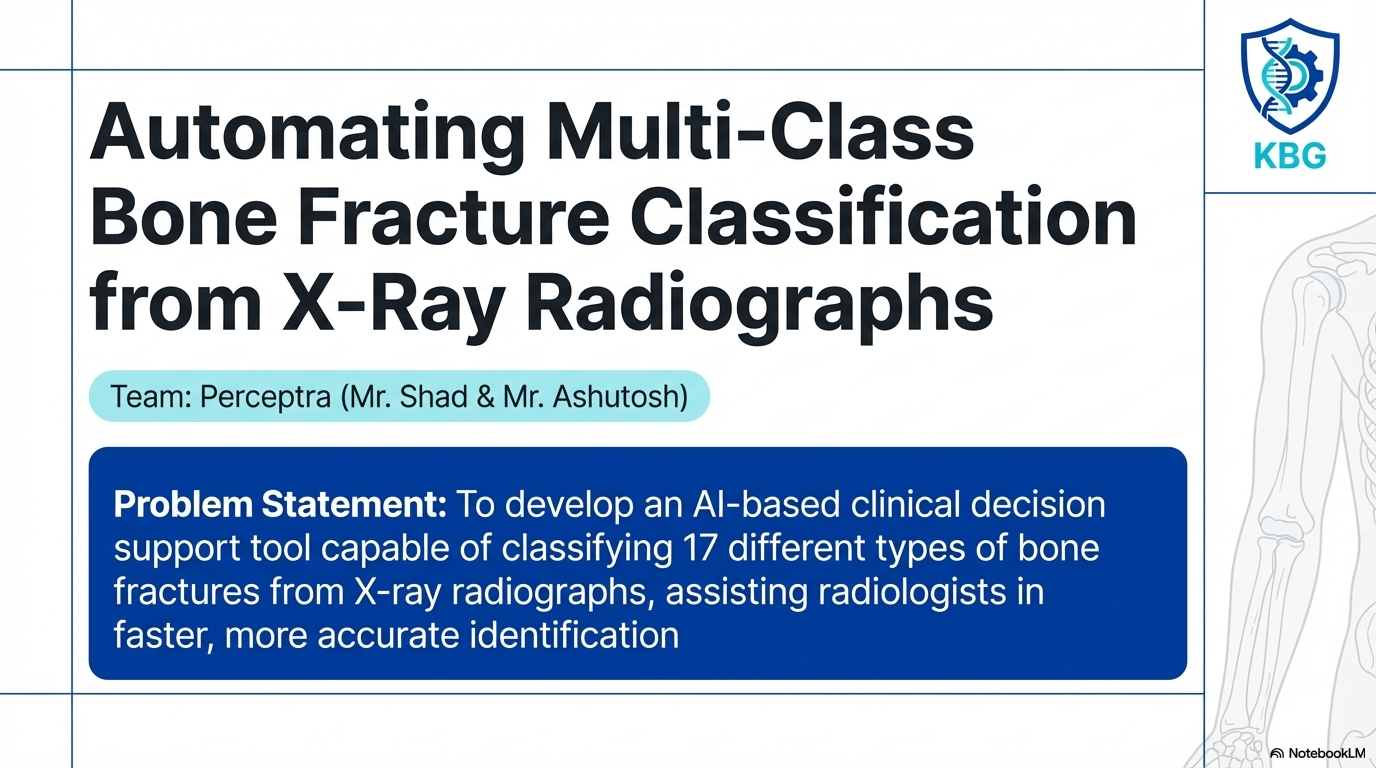 Automating Multi-Class
Bone Fracture Classification
from X-Ray Radiographs
Team: Perceptra (Mr. Shad & Mr. Ashutosh)
Problem Statement: To develop an AI-based clinical decision
support tool capable of classifying 17 different types of bone
fractures from X-ray radiographs, assisting radiologists in
faster, more accurate identification
KBG
NotebookLM